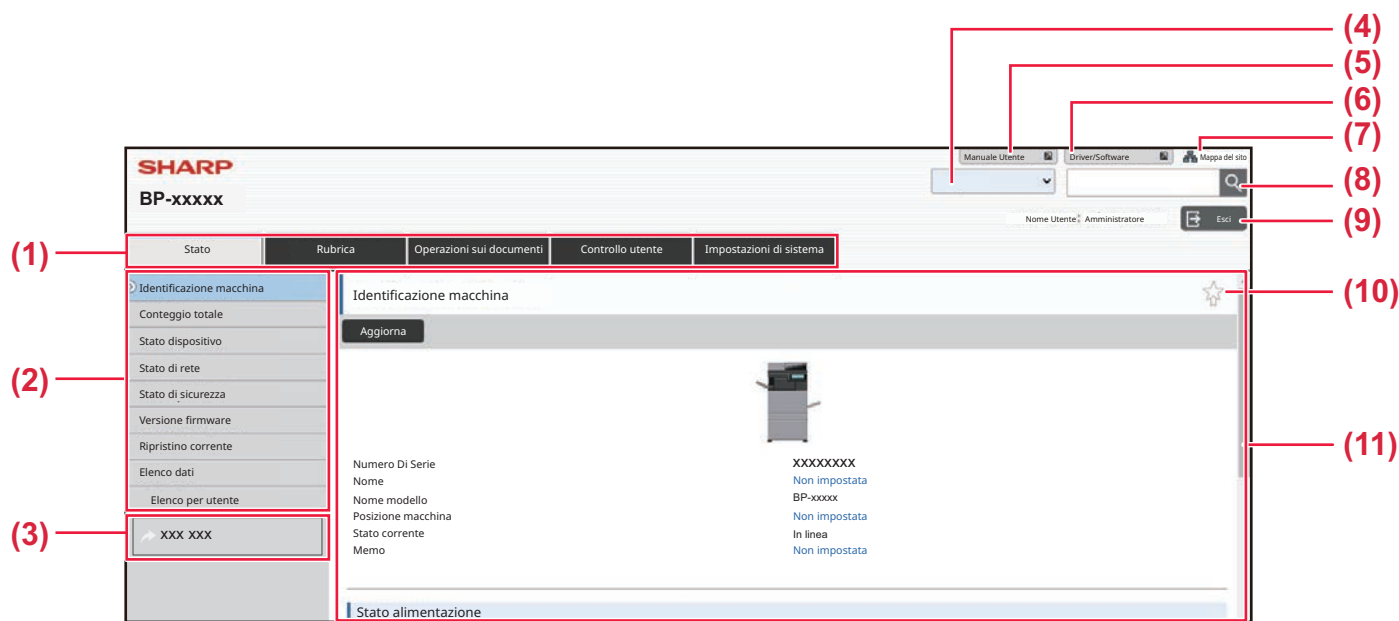 (4)
(5)
(6)
(7)
SHARP
Manuale Utente
Driver/Software
Mappa del sito
(8)
BP-xxxxx
Nome Utente: Amministratore
Esci
(9)
(1)
Stato
Rubrica
Operazioni sui documenti
Controllo utente
Impostazioni di sistema
(2)
Identificazione macchina
Conteggio totale
Stato dispositivo
Stato di rete
Stato di sicurezza
Versione firmware
Ripristino corrente
Elenco dati
Elenco per utente
(3)
XXX XXX
Identificazione macchina
(10)
Aggiorna
(11)
Numero Di Serie XXXXXXXX
Nome Non impostata
Nome modello BP-xxxxx
Posizione macchina Non impostata
Stato corrente In linea
Memo Non impostata
Stato alimentazione